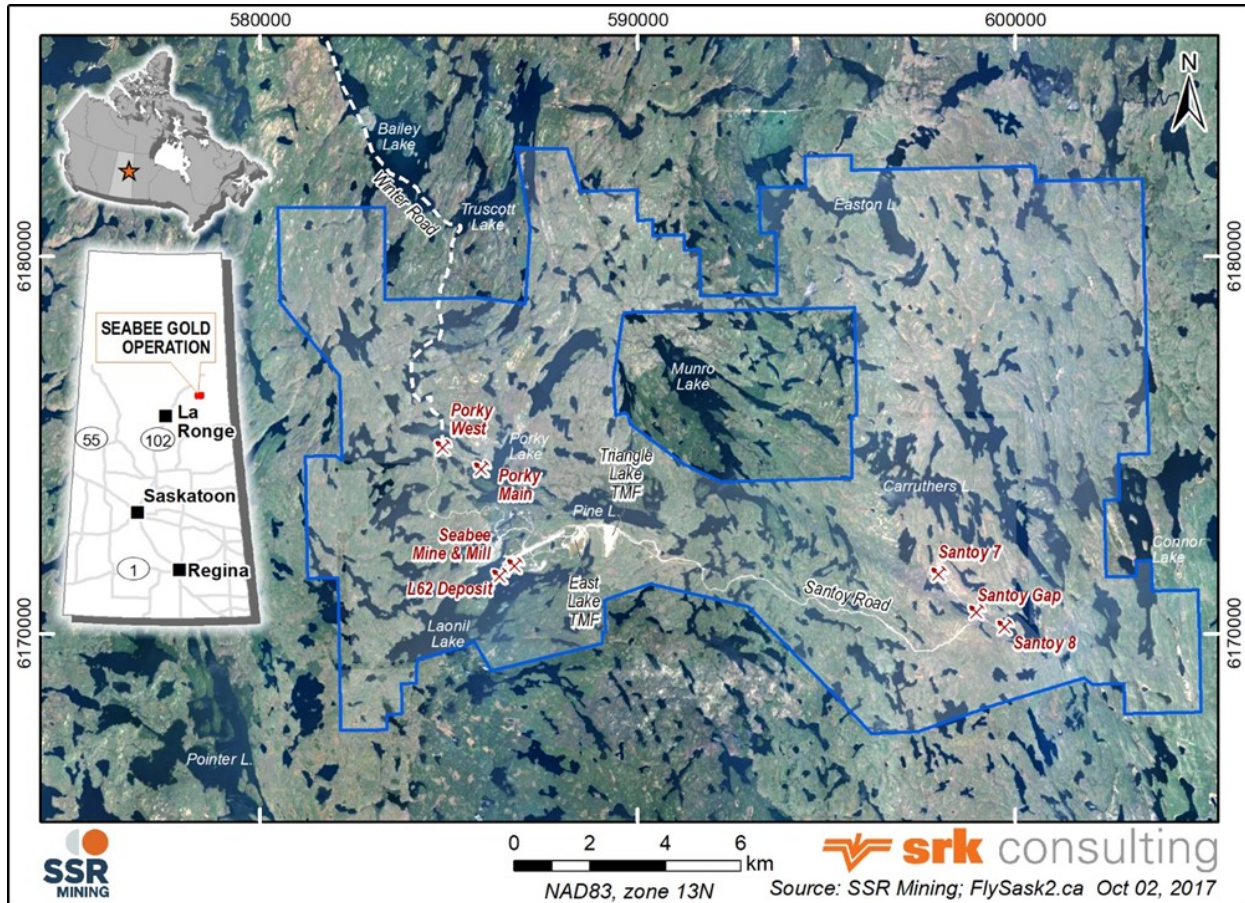 580000
590000
600000
N
Bailey
Lake
Winter Road
Truscott
Lake
Easton L.
6180000
6180000
SEABEE GOLD
OPERATION
La
Ronge
55
102
Saskatoon
1
Regina
Munro
Lake
Porky
West
Porky
Lake
Porky
Main
Triangle
Lake
TMF
Carruthers L.
Pine L.
Seabee
Mine & Mill
L62 Deposit
East
Lake
TMF
Laonil
Lake
Santoy Road
Santoy 7
Santoy Gap
Santoy 8
Connor
Lake
6170000
6170000
Pointer L.
SSR
MINING
0 2 4 6
km
NAD83, zone 13N
srk consulting
Source: SSR Mining; FlySask2.ca Oct 02, 2017